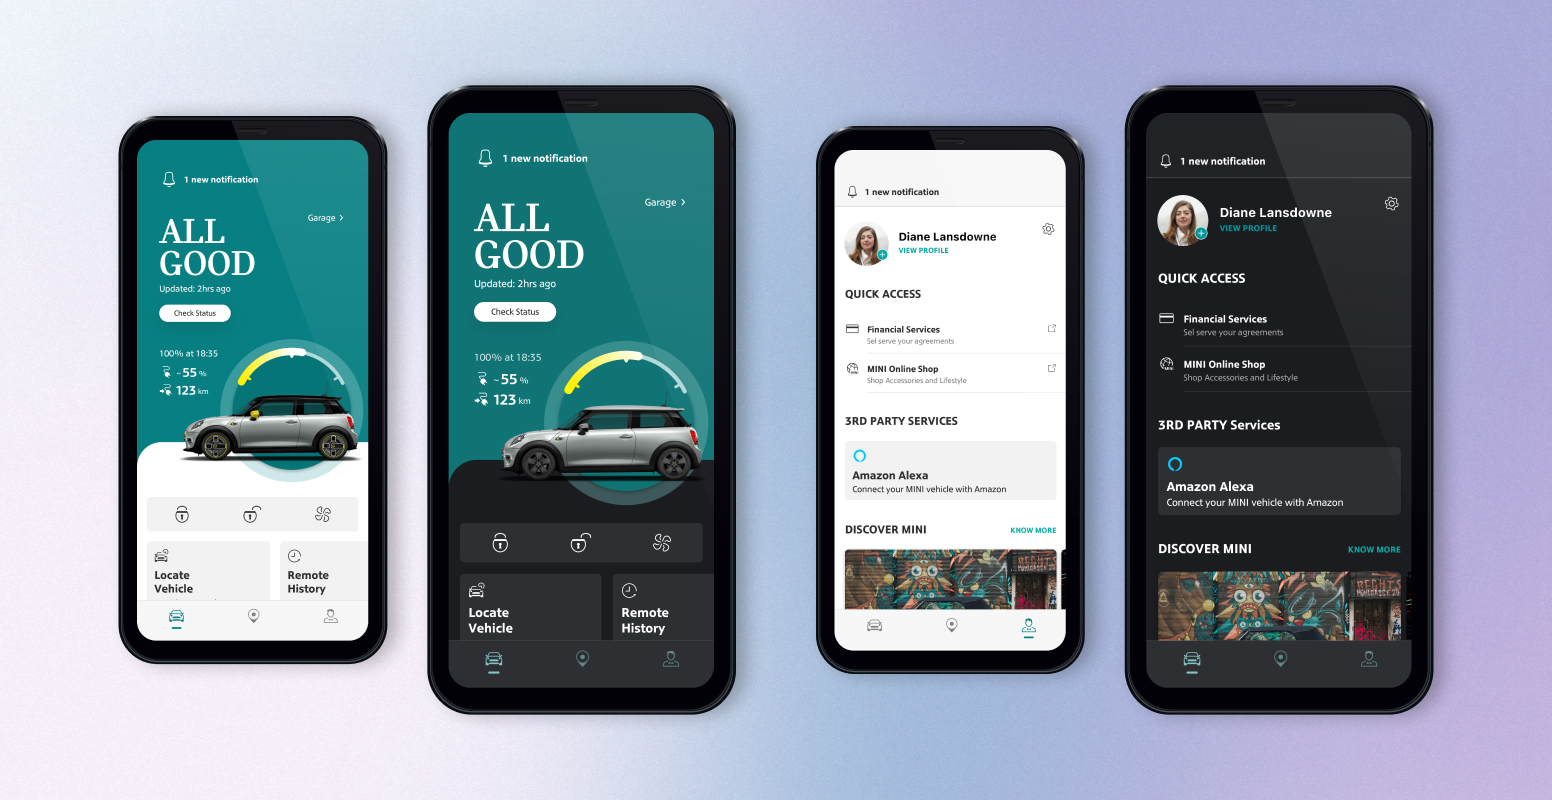 1 new notification
Garage >
ALL
GOOD
Updated: 2hrs ago
Check Status
100% at 18:35
~ 55 %
123 km
Locate
Vehicle
Remote
History
1 new notification
Garage >
ALL
GOOD
Updated: 2hrs ago
Check Status
100% at 18:35
~ 55 %
123 km
Locate
Vehicle
Remote
History
1 new notification
Diane Lansdowne
VIEW PROFILE
QUICK ACCESS
Financial Services
Sel serve your agreements
MINI Online Shop
Shop Accessories and Lifestyle
3RD PARTY SERVICES
Amazon Alexa
Connect your MINI vehicle with Amazon
DISCOVER MINI
KNOW MORE
1 new notification
Diane Lansdowne
VIEW PROFILE
QUICK ACCESS
Financial Services
Sel serve your agreements
MINI
MINI Online Shop
Shop Accessories and Lifestyle
3RD PARTY Services
Amazon Alexa
Connect your MINI vehicle with Amazon
DISCOVER MINI
KNOW MORE